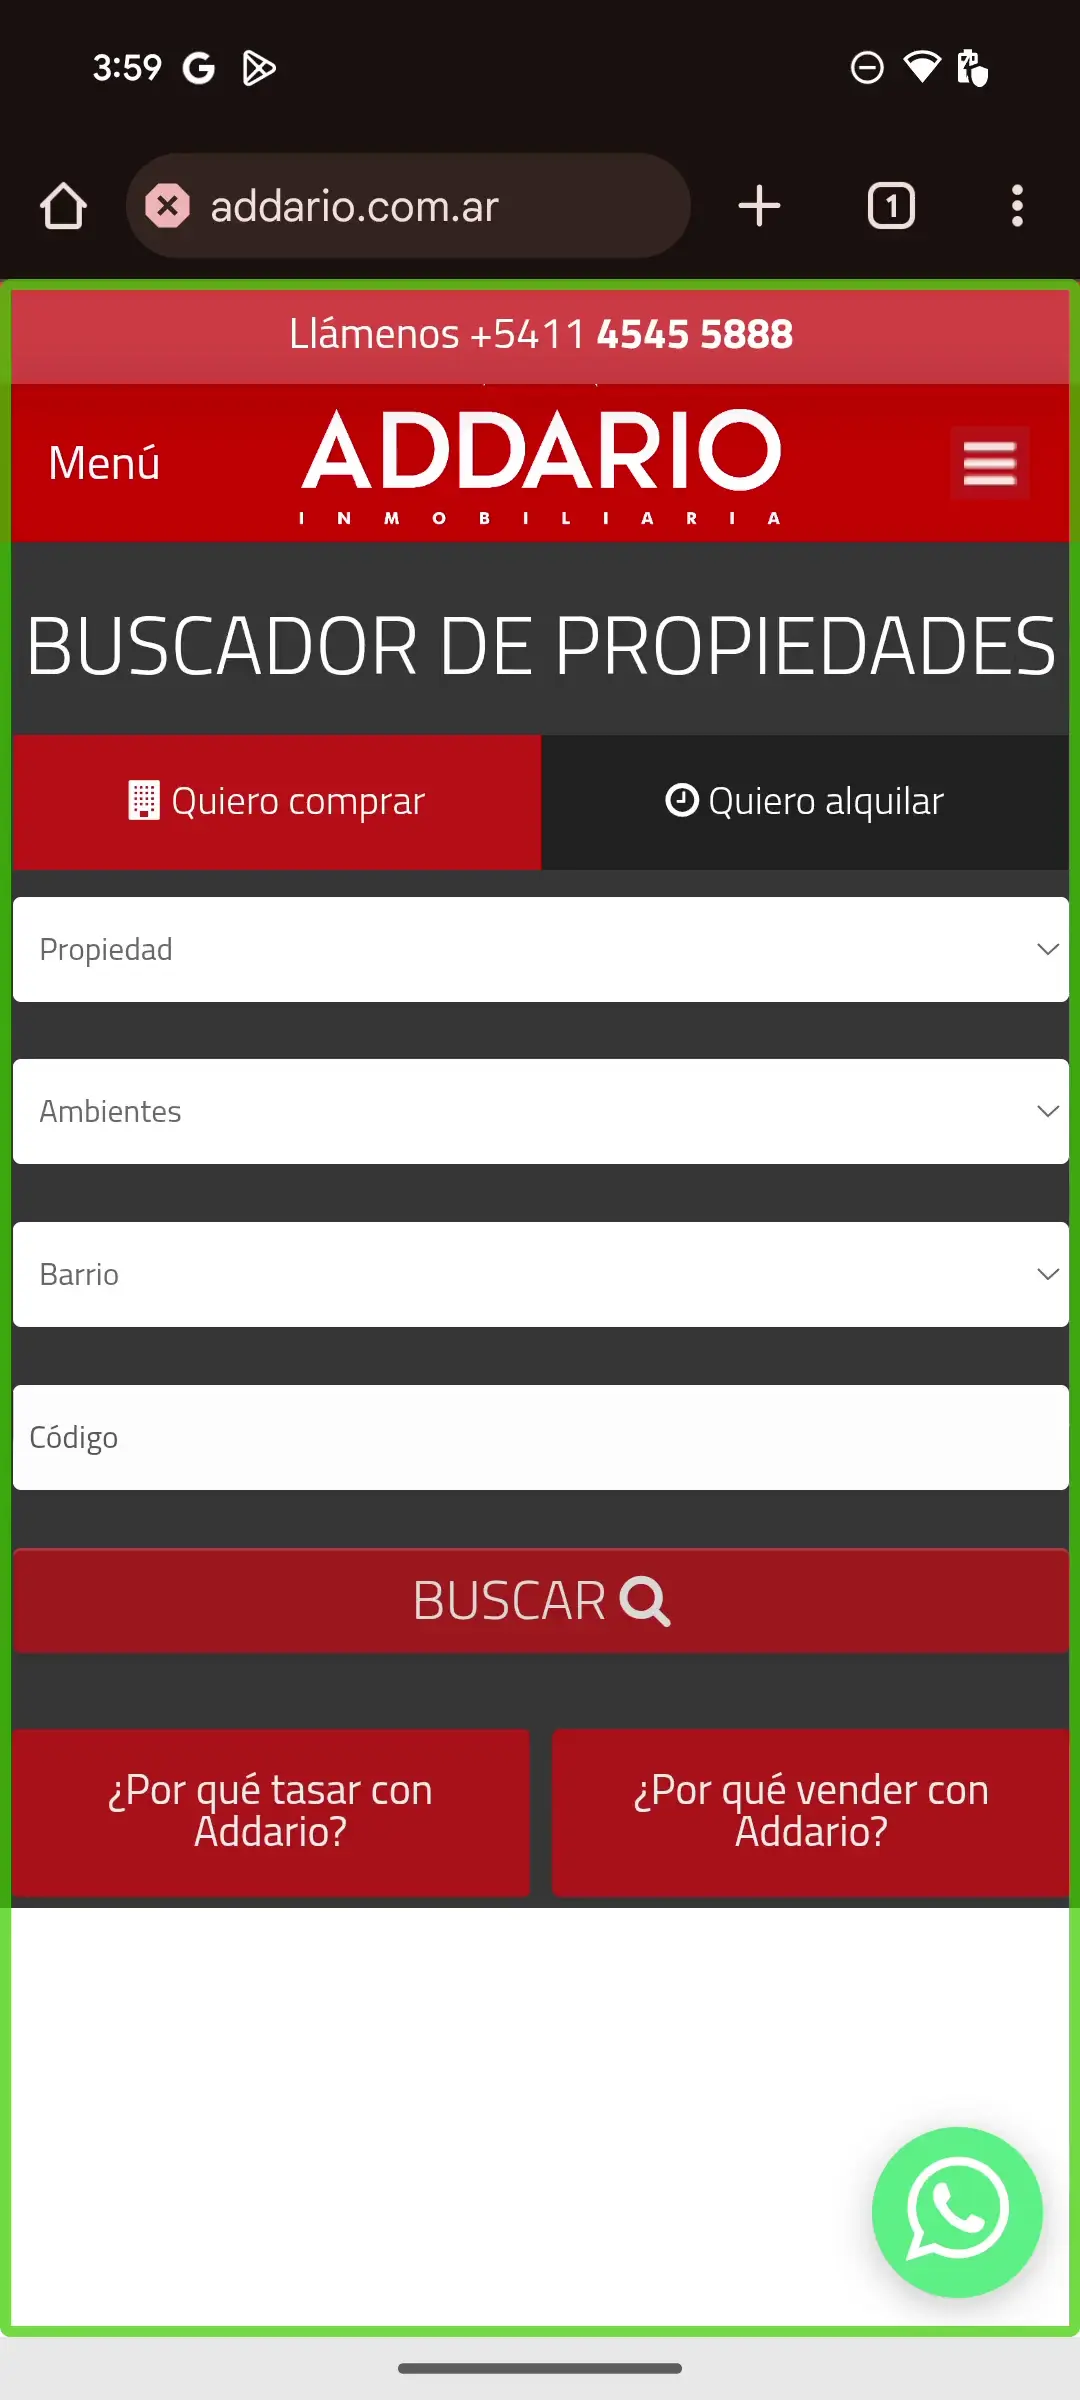 3:59
addario.com.ar
1
Llámenos +5411 4545 5888
Menú
ADDARIO
INMOBILIARIA
BUSCADOR DE PROPIEDADES
Quiero comprar
Quiero alquilar
Propiedad
Ambientes
Barrio
Código
BUSCAR
¿Por qué tasar con
Addario?
¿Por qué vender con
Addario?